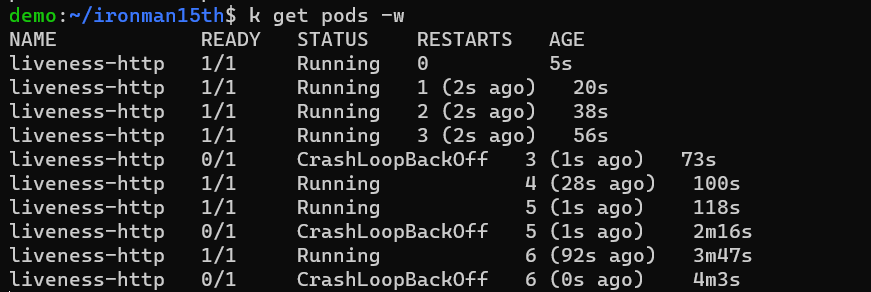 demo:~/ironman15th$ k get pods -w
NAME            READY   STATUS    RESTARTS   AGE
liveness-http   1/1     Running   0          5s
liveness-http   1/1     Running   1 (2s ago)   20s
liveness-http   1/1     Running   2 (2s ago)   38s
liveness-http   1/1     Running   3 (2s ago)   56s
liveness-http   0/1     CrashLoopBackOff   3 (1s ago)   73s
liveness-http   1/1     Running            4 (28s ago)   100s
liveness-http   1/1     Running            5 (1s ago)    118s
liveness-http   0/1     CrashLoopBackOff   5 (1s ago)    2m16s
liveness-http   1/1     Running            6 (92s ago)   3m47s
liveness-http   0/1     CrashLoopBackOff   6 (0s ago)    4m3s